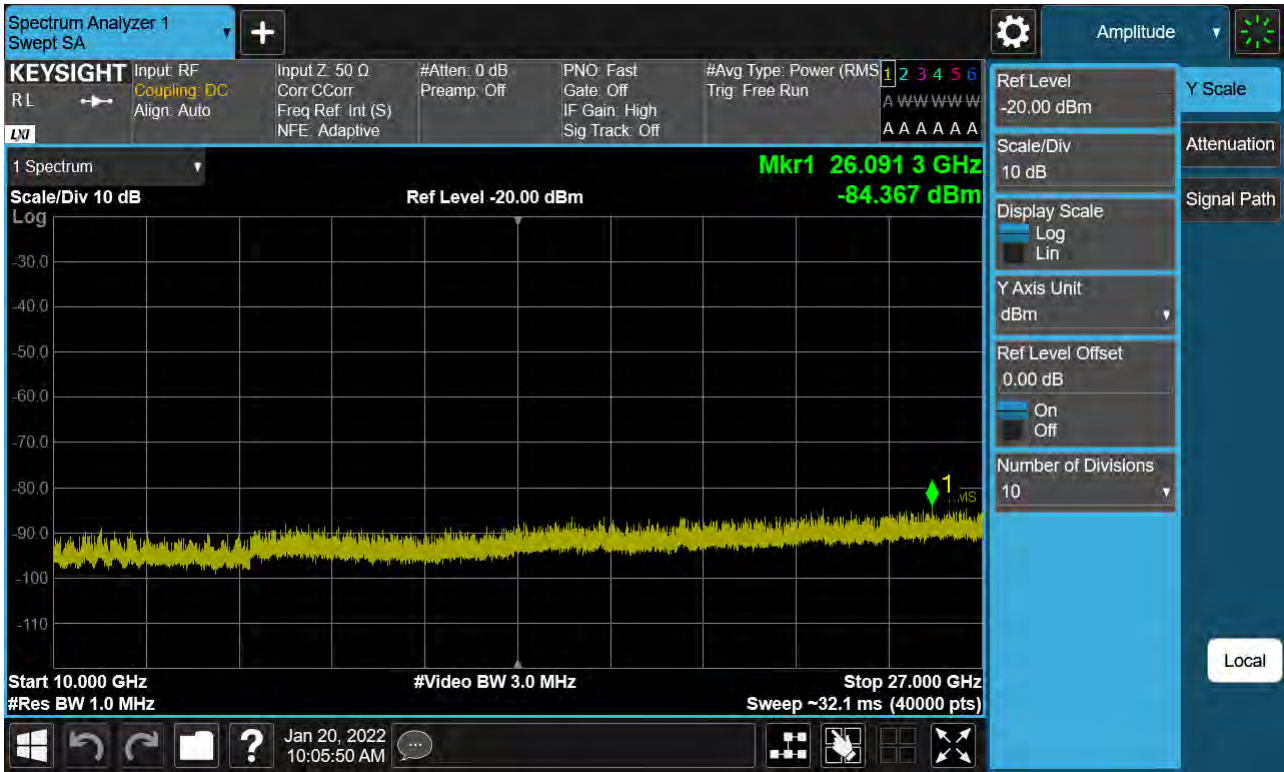 Spectrum Analyzer 1
Swept SA
+
Amplitude
KEYSIGHT
RL
LXI
Input: RF
Coupling: DC
Align: Auto
Input Z: 50 Ω
Corr CCorr
Freq Ref: Int (S)
NFE: Adaptive
#Atten: 0 dB
Preamp: Off
PNO: Fast
Gate: Off
IF Gain: High
Sig Track: Off
#Avg Type: Power (RMS
Trig: Free Run
1 2 3 4 5 6
A W W W W W
A A A A A A
1 Spectrum
Mkr1 26.091 3 GHz
Scale/Div 10 dB
Ref Level -20.00 dBm
-84.367 dBm
Log
-30.0
-40.0
-50.0
-60.0
-70.0
-80.0
-90.0
-100
-110
1
Start 10.000 GHz
#Video BW 3.0 MHz
Stop 27.000 GHz
#Res BW 1.0 MHz
Sweep ~32.1 ms (40000 pts)
Ref Level
-20.00 dBm
Scale/Div
10 dB
Display Scale
Log
Lin
Y Axis Unit
dBm
Ref Level Offset
0.00 dB
On
Off
Number of Divisions
10
Y Scale
Attenuation
Signal Path
Local
?
Jan 20, 2022
10:05:50 AM